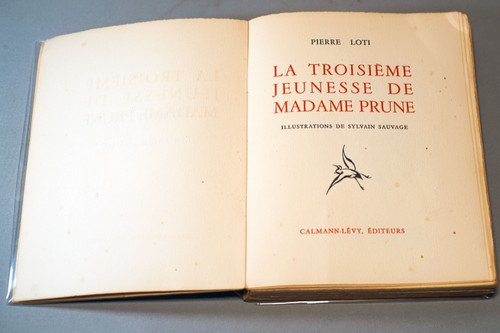 PIERRE LOTI
LA TROISIÈME
JEUNESSE DE
MADAME PRUNE
ILLUSTRATIONS DE SYLVAIN SAUVAGE
CALMANN-LÉVY, ÉDITEURS